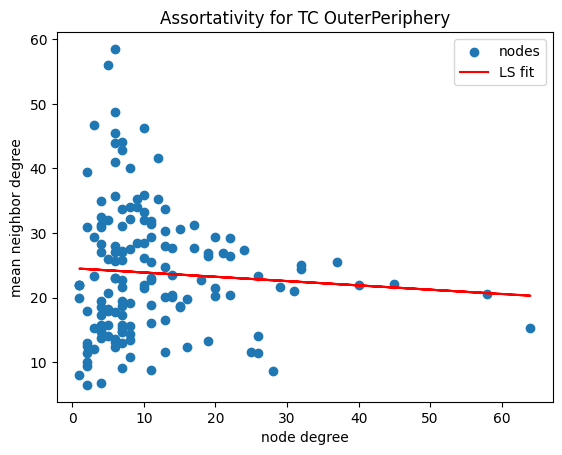 Assortativity for TC OuterPeriphery
nodes
LS fit
mean neighbor degree
60
50
40
30
20
10
0
10
20
30
40
50
60
node degree